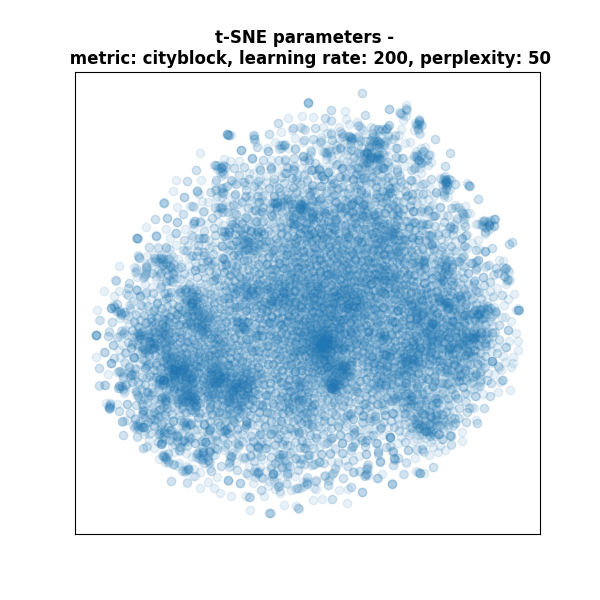 t-SNE parameters -
metric: cityblock, learning rate: 200, perplexity: 50